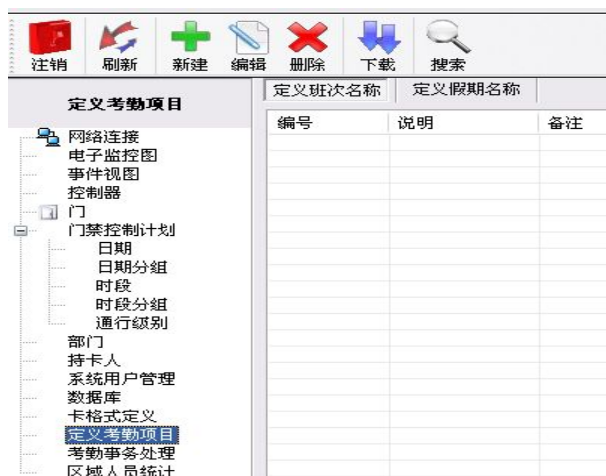 注销 刷新 新建 编辑 删除 下载 搜索
定义考勤项目
定义班次名称 定义假期名称
编号 说明 备注
网络连接
电子监控图
事件视图
控制器
门
门禁控制计划
日期
日期分组
时段
时段分组
通行级别
部门
持卡人
系统用户管理
数据库
卡格式定义
定义考勤项目
考勤事务处理
区域人员统计